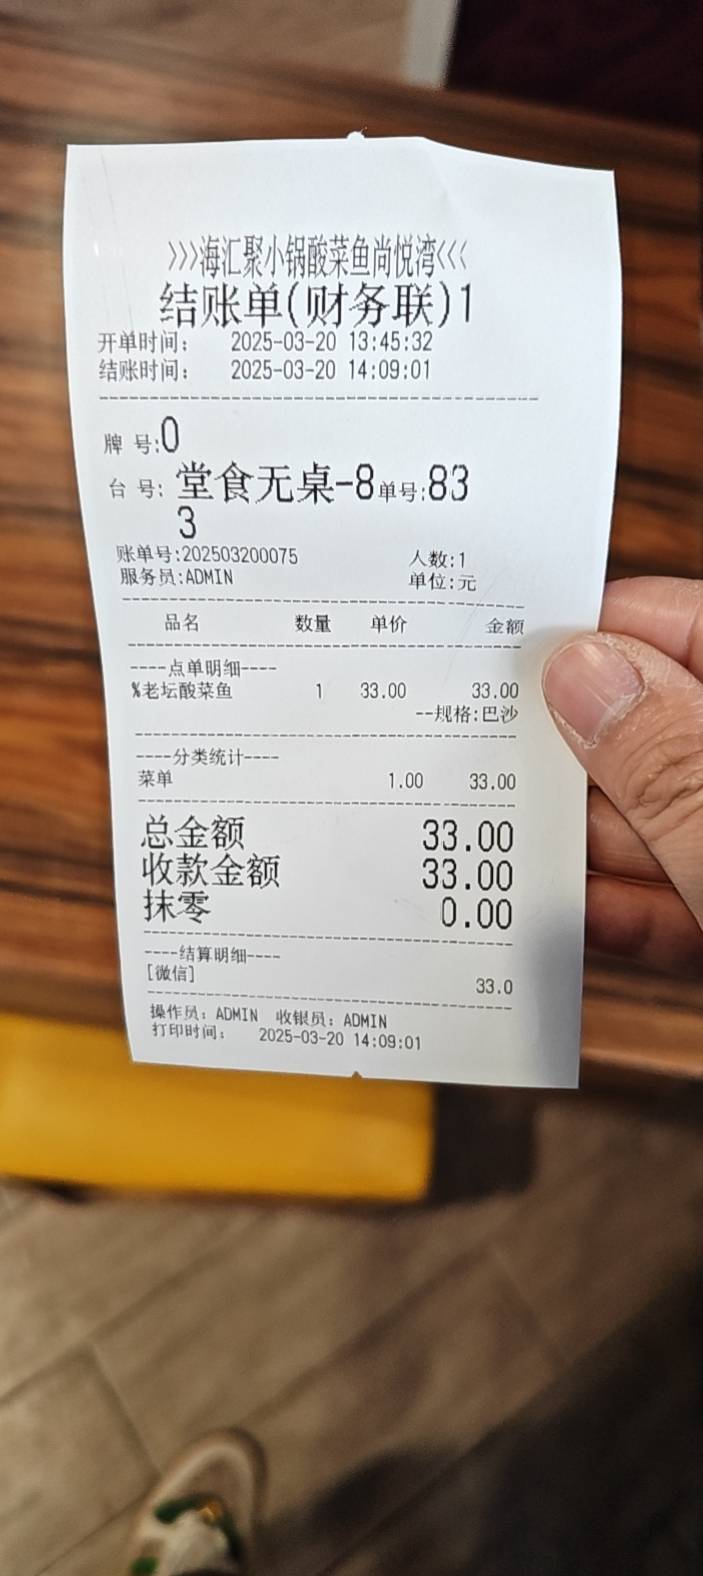 >>>海汇聚小锅酸菜鱼尚悦湾<<<
结账单(财务联)1
开单时间： 2025-03-20 13:45:32
结账时间： 2025-03-20 14:09:01
牌 号:0
台 号: 堂食无桌-8单号:83
3
账单号:202503200075 人数:1
服务员:ADMIN 单位:元
品名 数量 单价 金额
----点单明细----
%老坛酸菜鱼 1 33.00 33.00
--规格:巴沙
----分类统计----
菜单 1.00 33.00
总金额 33.00
收款金额 33.00
抹零 0.00
----结算明细----
[微信] 33.0
操作员: ADMIN 收银员: ADMIN
打印时间： 2025-03-20 14:09:01